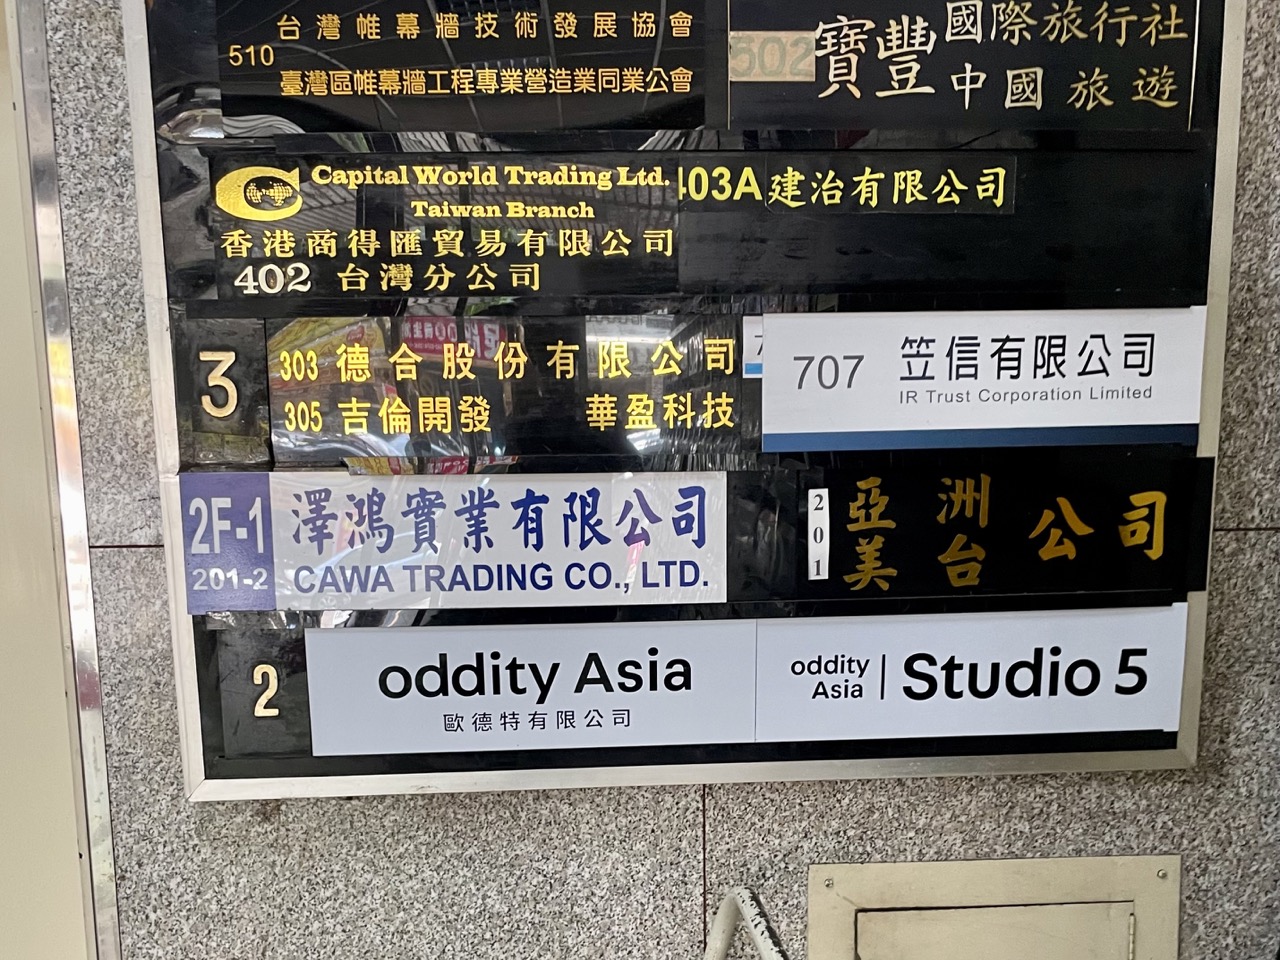 台灣帷幕牆技術發展協會
510
臺灣區帷幕牆工程專業營造業同業公會
502
寶豐
國際旅行社
中國旅遊
Capital World Trading Ltd.
Taiwan Branch
香港商得匯貿易有限公司
402 台灣分公司
403A 建治有限公司
3
303 德合股份有限公司
305 吉倫開發 華盈科技
707
笠信有限公司
IR Trust Corporation Limited
2F-1
201-2
澤鴻實業有限公司
CAWA TRADING CO., LTD.
201
亞洲
美台
公司
2
oddity Asia
歐德特有限公司
oddity Asia | Studio 5